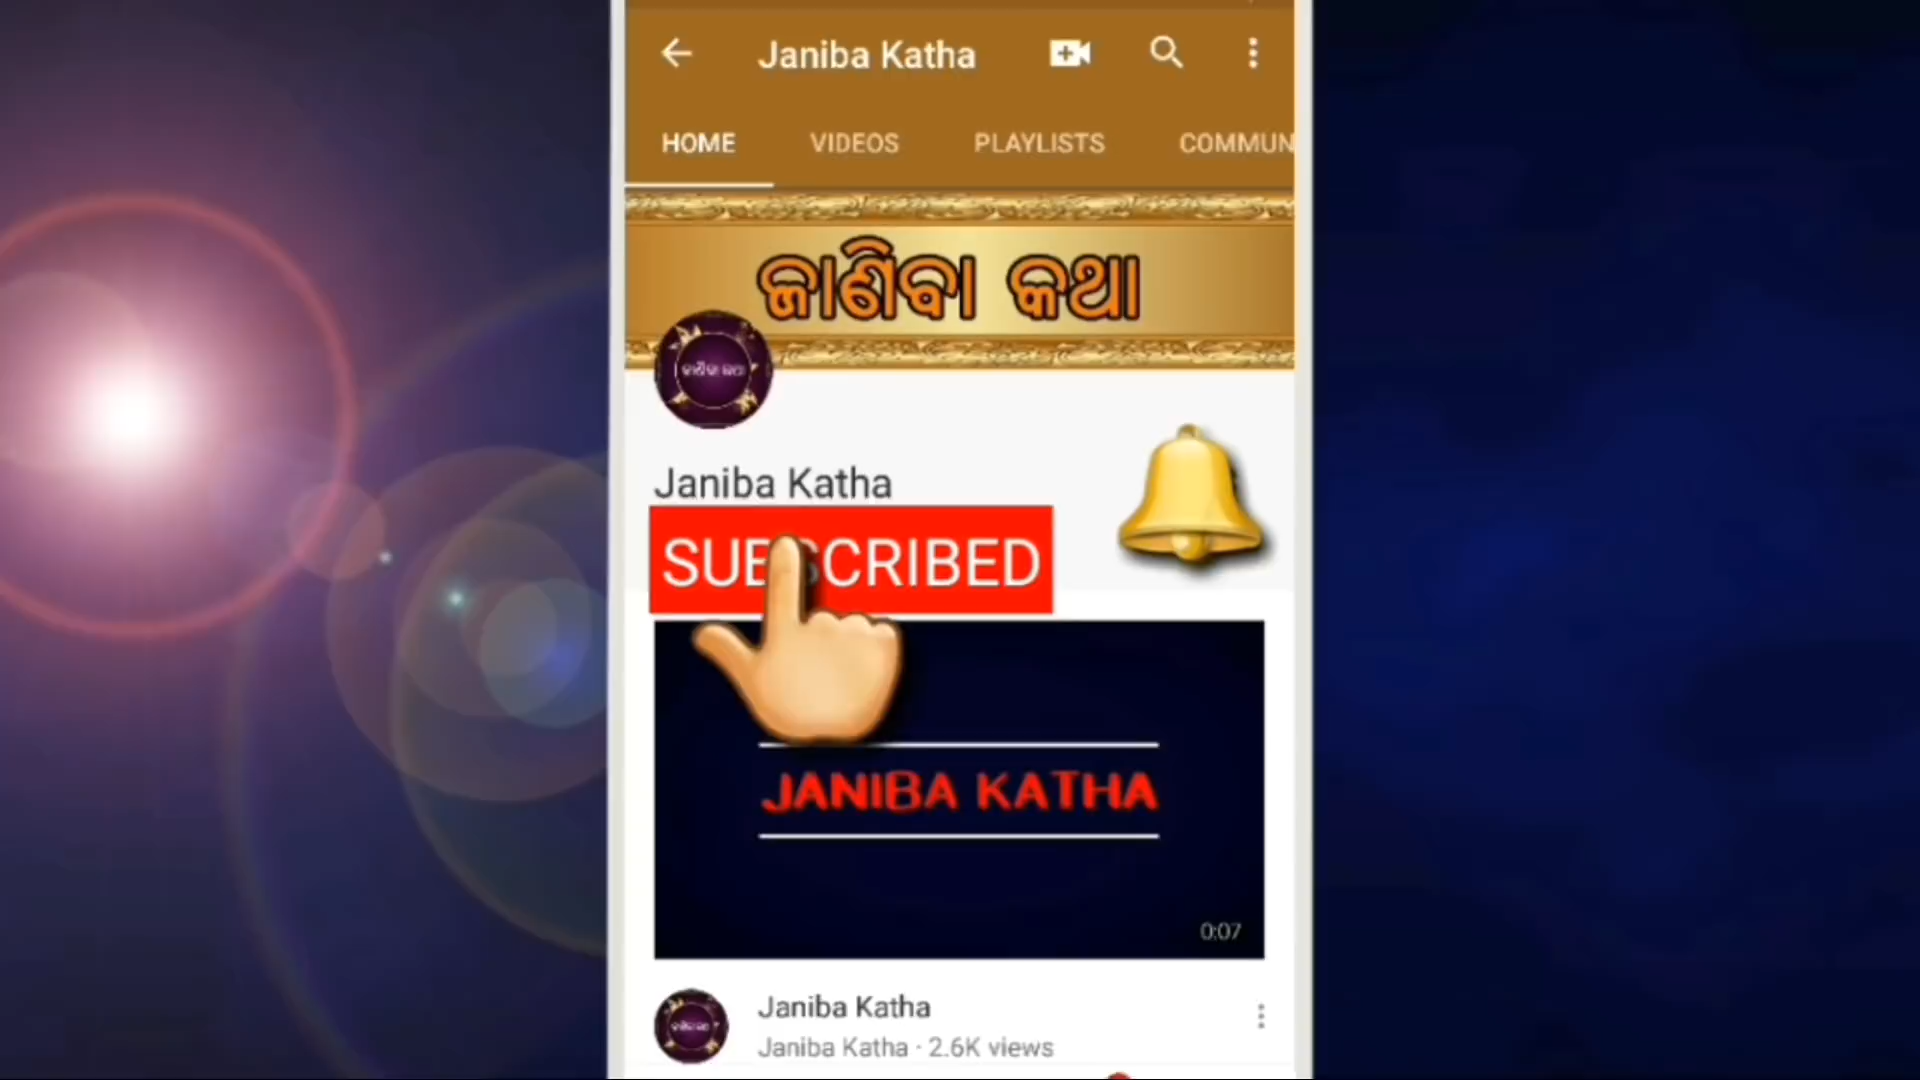 Janiba Katha
HOME VIDEOS PLAYLISTS COMMUN
ଜାଣିବା କଥା
ଜାଣିବା କଥା
Janiba Katha
SUBSCRIBED
JANIBA KATHA
0:07
Janiba Katha
Janiba Katha · 2.6K views